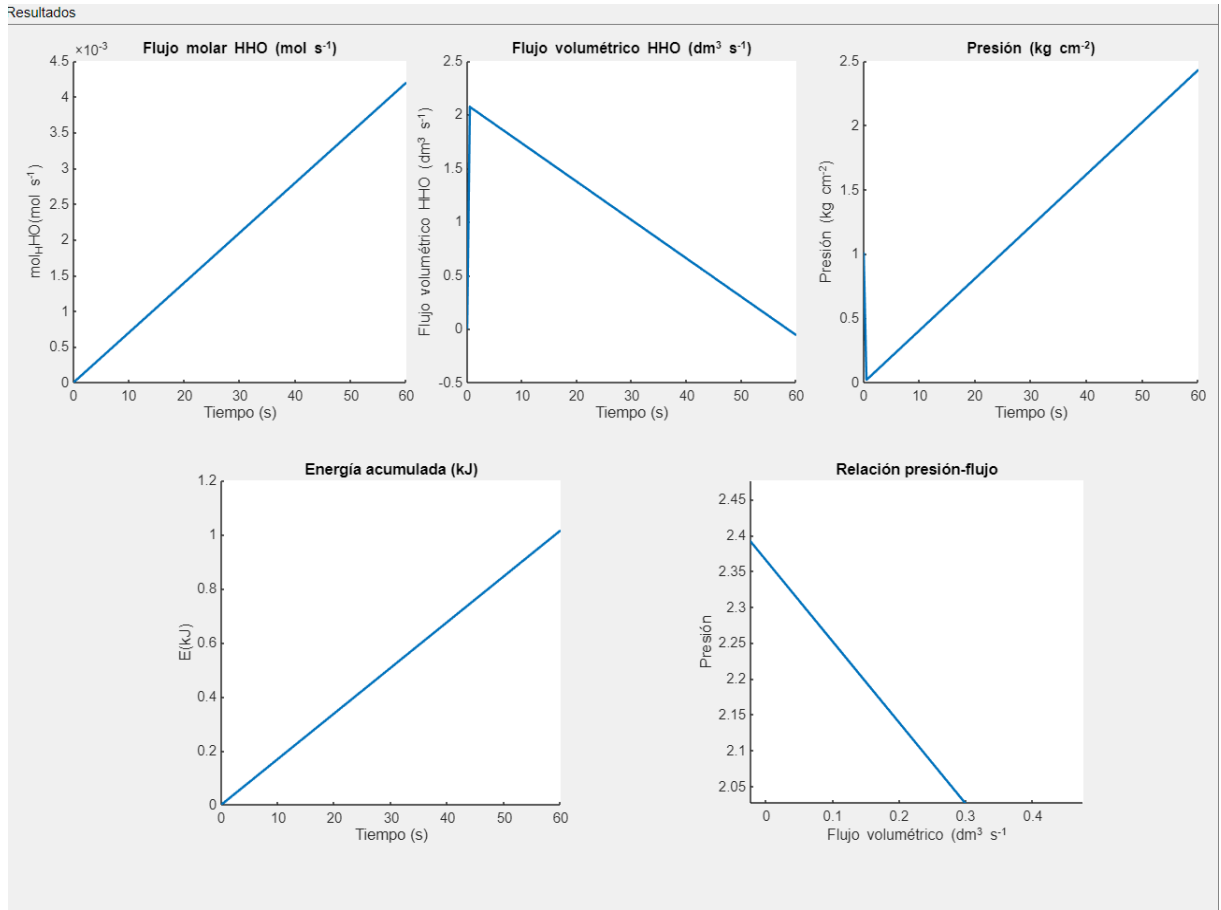 Resultados
Flujo molar HHO (mol s⁻¹)
×10⁻³
4.5
4
3.5
3
2.5
2
1.5
1
0.5
0
mol_HHO(mol s⁻¹)
0 10 20 30 40 50 60
Tiempo (s)
Flujo volumétrico HHO (dm³ s⁻¹)
2.5
2
1.5
1
0.5
0
-0.5
Flujo volumétrico HHO (dm³ s⁻¹)
0 10 20 30 40 50 60
Tiempo (s)
Presión (kg cm⁻²)
2.5
2
1.5
1
0.5
0
Presión (kg cm⁻²)
0 10 20 30 40 50 60
Tiempo (s)
Energía acumulada (kJ)
1.2
1
0.8
0.6
0.4
0.2
0
E(kJ)
0 10 20 30 40 50 60
Tiempo (s)
Relación presión-flujo
2.45
2.4
2.35
2.3
2.25
2.2
2.15
2.1
2.05
Presión
0 0.1 0.2 0.3 0.4
Flujo volumétrico (dm³ s⁻¹